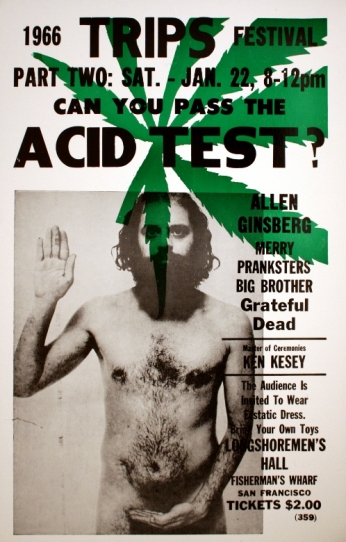 1966 TRIPS FESTIVAL
PART TWO: SAT. - JAN. 22, 8-12pm
CAN YOU PASS THE
ACID TEST?
ALLEN
GINSBERG
MERRY
PRANKSTERS
BIG BROTHER
Grateful
Dead
Master of Ceremonies
KEN KESEY
The Audience Is
Invited To Wear
Ecstatic Dress.
Bring Your Own Toys
LONGSHOREMEN'S
HALL
FISHERMAN'S WHARF
SAN FRANCISCO
TICKETS $2.00
(359)